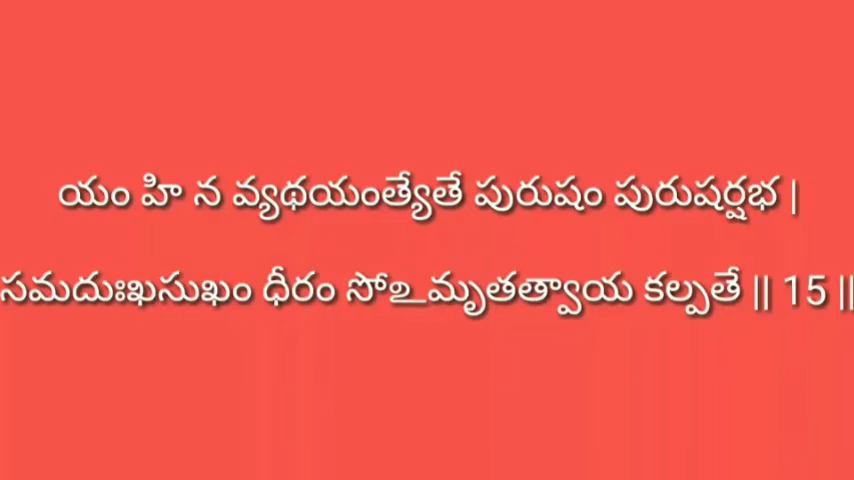 యం హి న వ్యథయంత్యేతే పురుషం పురుషర్షభ |
సమదుఃఖసుఖం ధీరం సోఽమృతత్వాయ కల్పతే || 15 ||